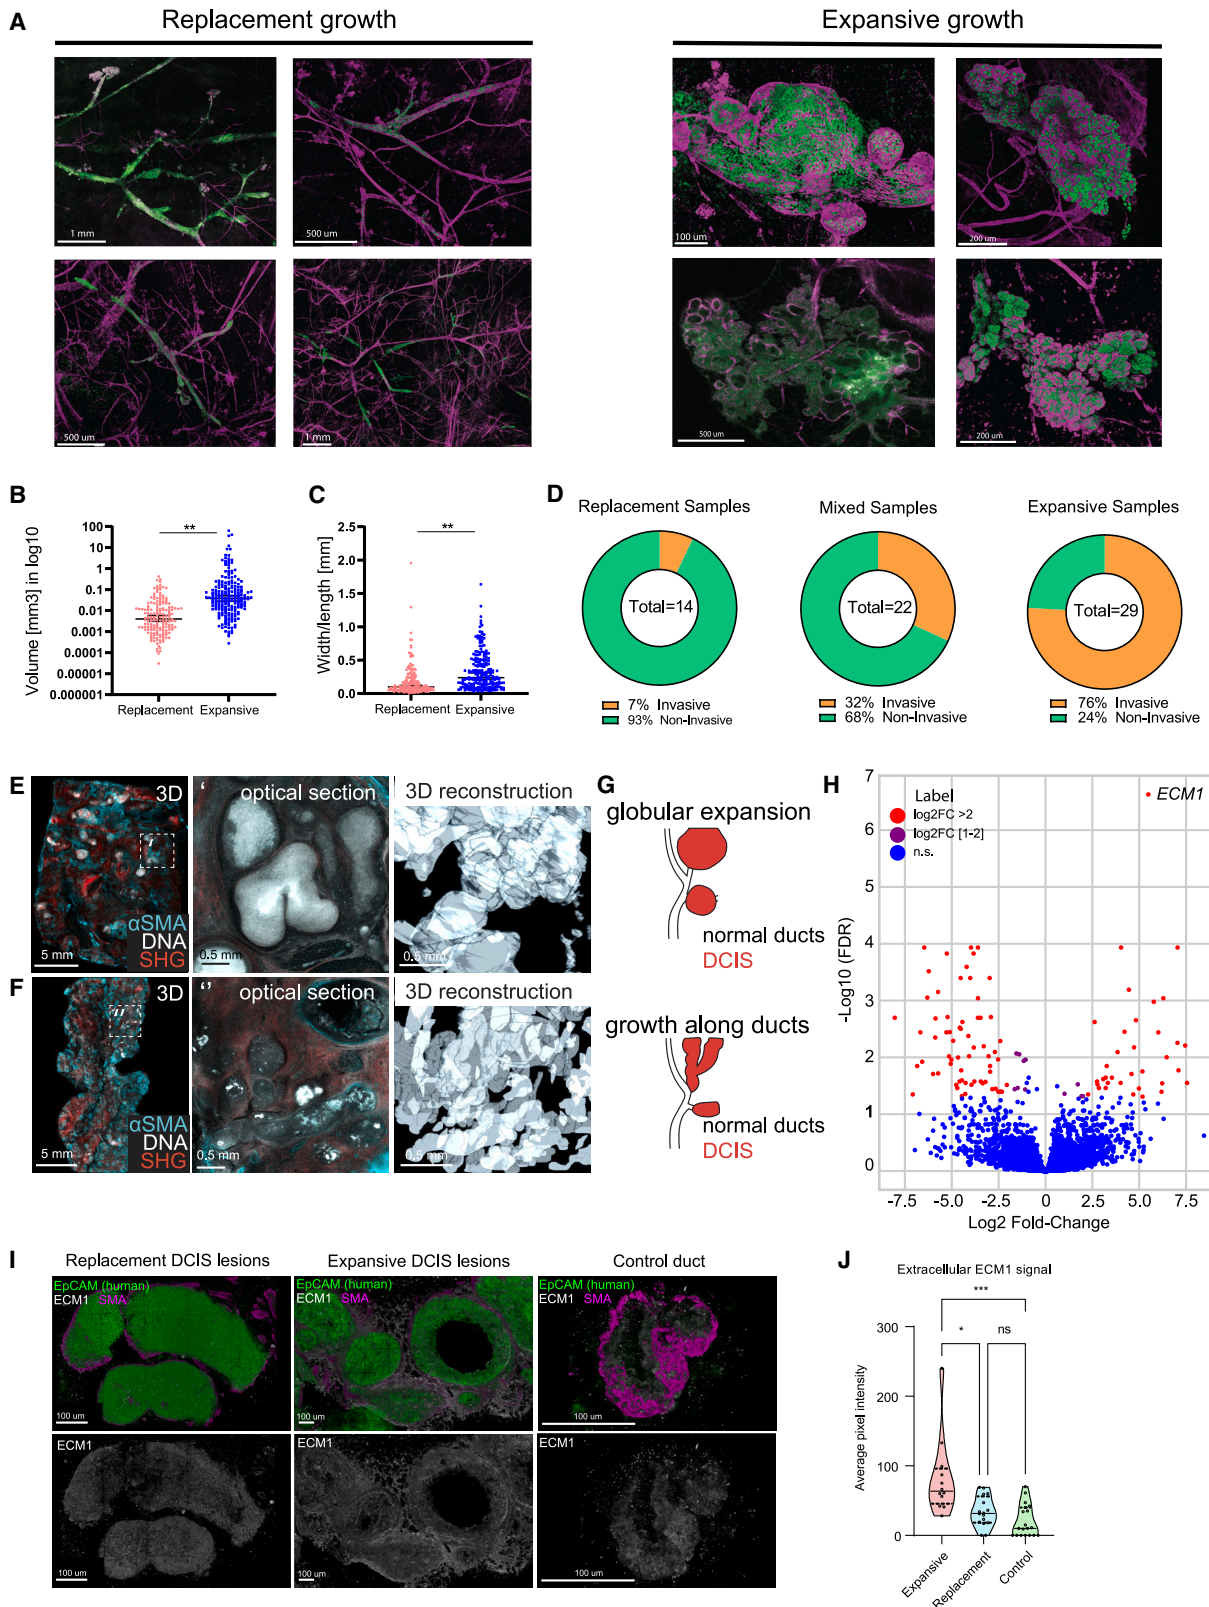 A
Replacement growth
Expansive growth
1 mm
500 um
100 um
200 um
500 um
1 mm
500 um
200 um
B
Volume [mm3] in log10
100
10
1
0.1
0.01
0.001
0.0001
0.00001
0.000001
**
Replacement
Expansive
C
Width/length [mm]
2.5
2.0
1.5
1.0
0.5
0.0
**
Replacement
Expansive
D
Replacement Samples
Total=14
7% Invasive
93% Non-Invasive
Mixed Samples
Total=22
32% Invasive
68% Non-Invasive
Expansive Samples
Total=29
76% Invasive
24% Non-Invasive
E
3D
αSMA
DNA
SHG
5 mm
‘ optical section
0.5 mm
3D reconstruction
0.5 mm
F
3D
αSMA
DNA
SHG
5 mm
‘’ optical section
0.5 mm
3D reconstruction
0.5 mm
G
globular expansion
normal ducts
DCIS
growth along ducts
normal ducts
DCIS
H
Label
log2FC >2
log2FC [1-2]
n.s.
ECM1
-Log10 (FDR)
7
6
5
4
3
2
1
0
-7.5 -5.0 -2.5 0 2.5 5.0 7.5
Log2 Fold-Change
I
Replacement DCIS lesions
Expansive DCIS lesions
Control duct
EpCAM (human)
ECM1 SMA
100 um
EpCAM (human)
ECM1 SMA
100 um
EpCAM (human)
ECM1 SMA
100 um
ECM1
100 um
ECM1
100 um
ECM1
100 um
J
Extracellular ECM1 signal
***
* ns
Average pixel intensity
300
200
100
0
Expansive
Replacement
Control